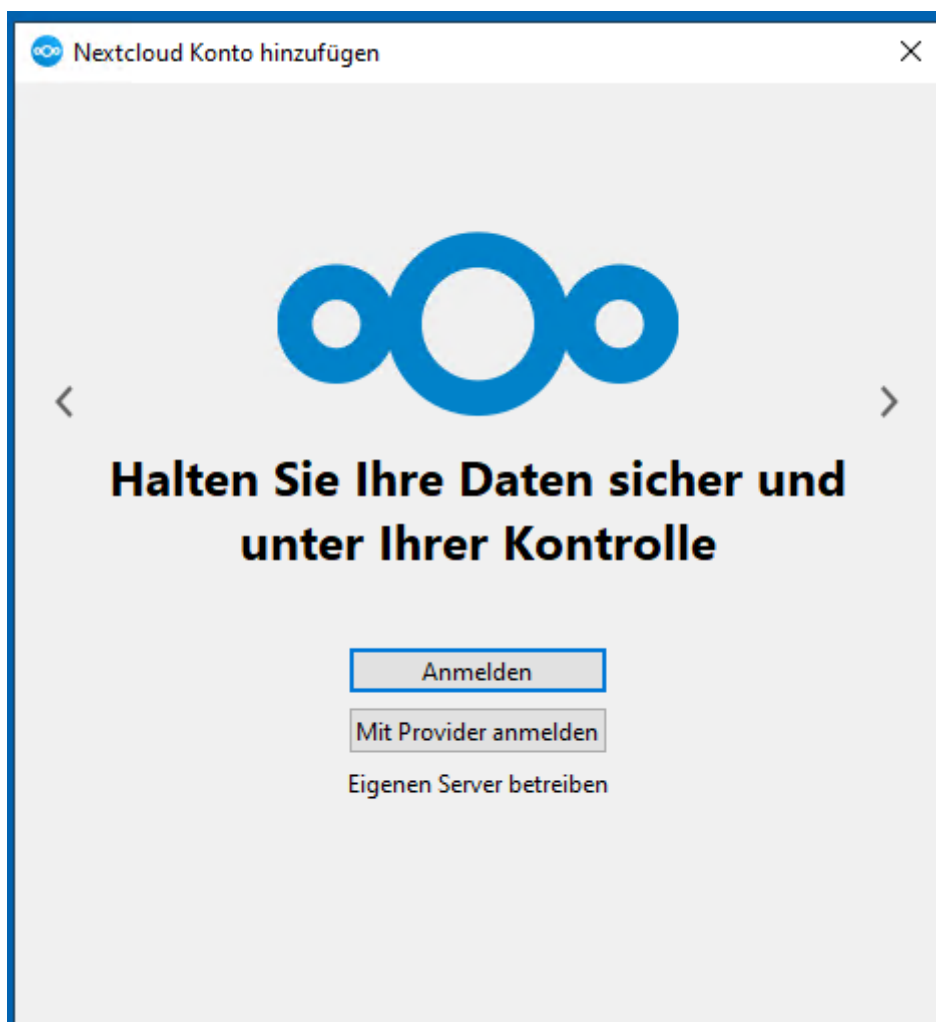 Nextcloud Konto hinzufügen
Halten Sie Ihre Daten sicher und
unter Ihrer Kontrolle
Anmelden
Mit Provider anmelden
Eigenen Server betreiben